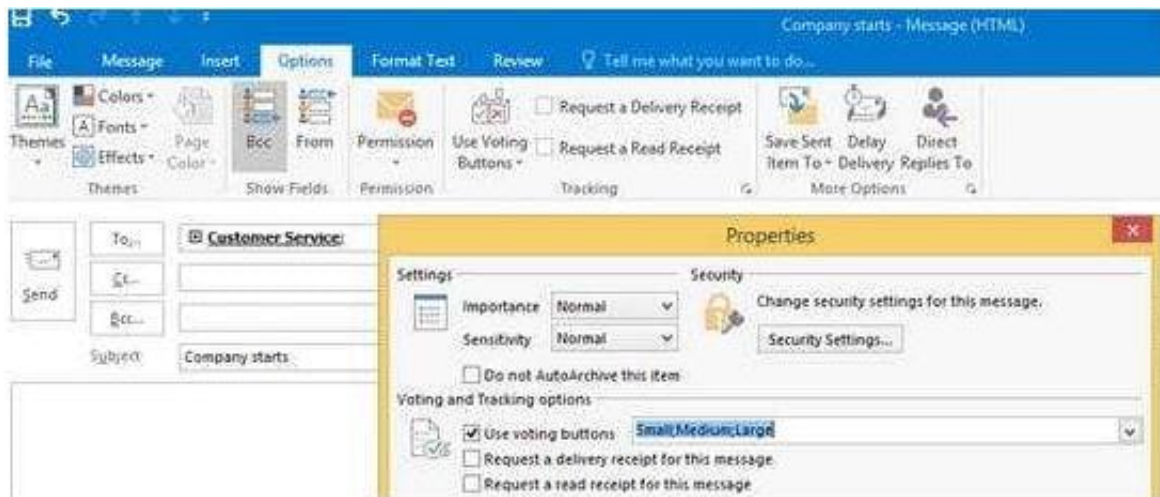 Company starts - Message (HTML)
File Message Insert Options Format Text Review Tell me what you want to do...
Themes
Colors
Fonts
Effects
Page Color
Bcc
From
Permission
Use Voting Buttons
Request a Delivery Receipt
Request a Read Receipt
Save Sent Item To
Delay Delivery
Direct Replies To
Themes Show Fields Permission Tracking More Options
Send
To...
Customer Service;
Cc...
Bcc...
Subject
Company starts
Properties
Settings
Security
Importance Normal
Sensitivity Normal
Change security settings for this message.
Security Settings...
Do not AutoArchive this item
Voting and Tracking options
Use voting buttons Small;Medium;Large
Request a delivery receipt for this message
Request a read receipt for this message